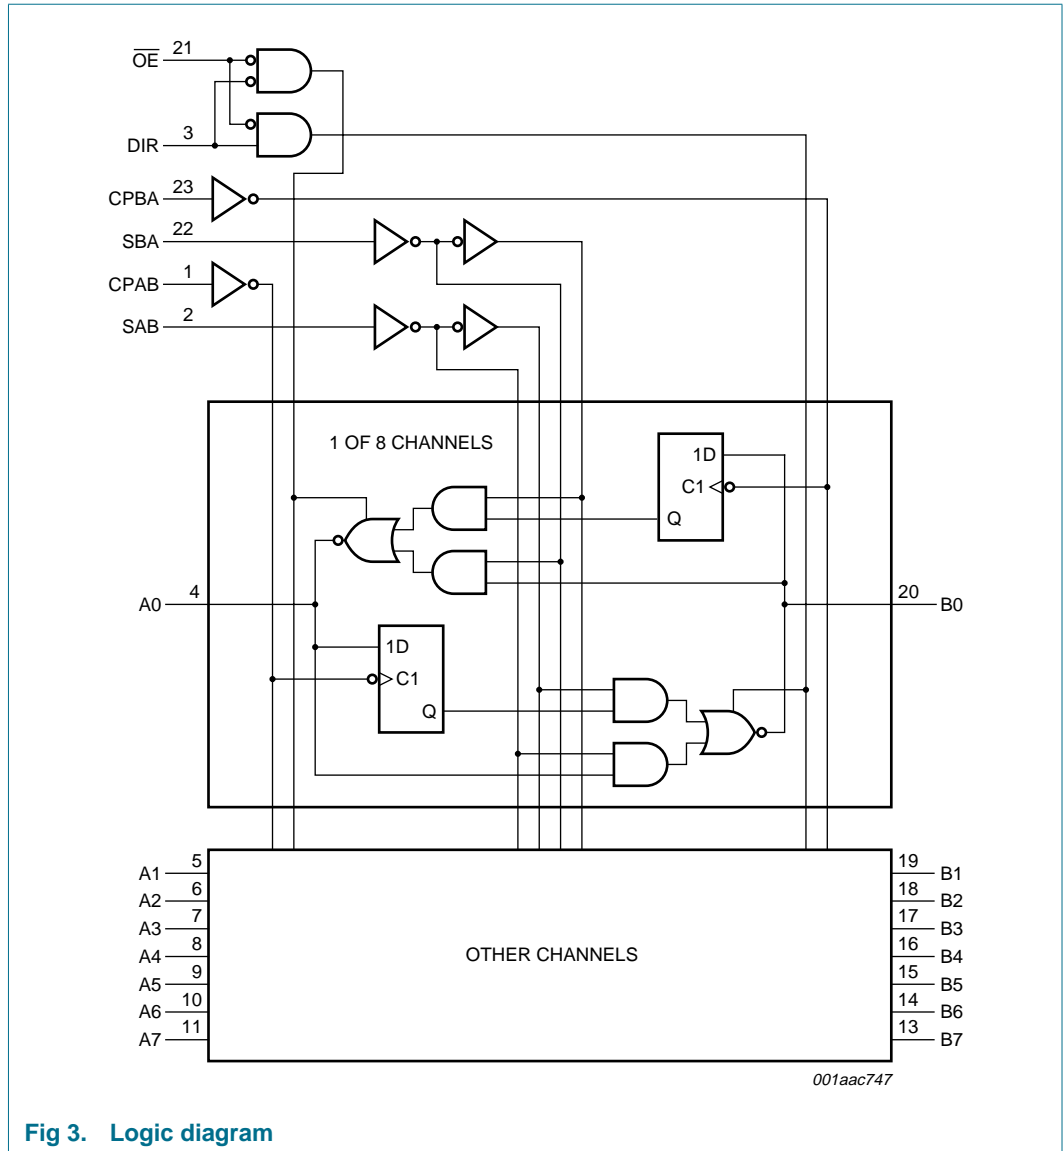 OE 21
DIR 3
CPBA 23
SBA 22
CPAB 1
SAB 2
1 OF 8 CHANNELS
1D
C1
Q
A0 4
20 B0
1D
C1
Q
A1 5
19 B1
A2 6
18 B2
A3 7
17 B3
A4 8
16 B4
OTHER CHANNELS
A5 9
15 B5
A6 10
14 B6
A7 11
13 B7
001aac747
Fig 3. Logic diagram